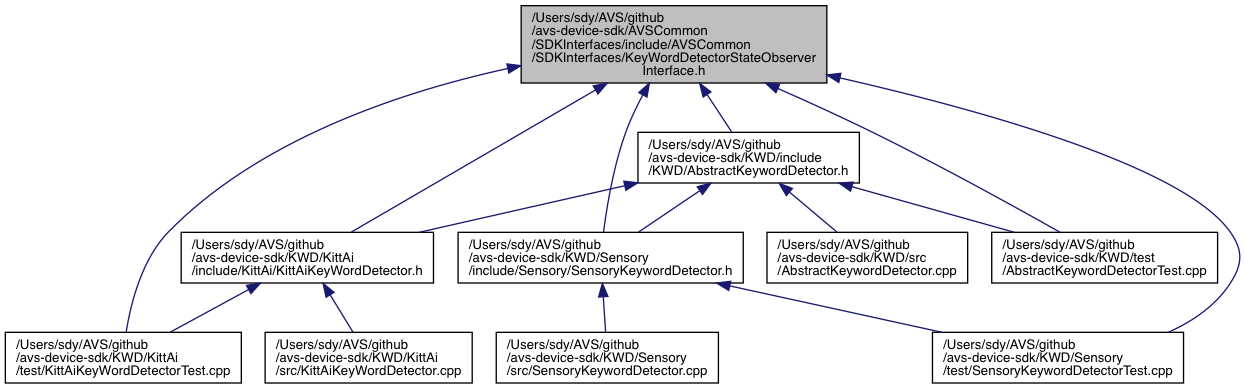 /Users/sdy/AVS/github
/avs-device-sdk/AVSCommon
/SDKInterfaces/include/AVSCommon
/SDKInterfaces/KeyWordDetectorStateObserver
Interface.h
/Users/sdy/AVS/github
/avs-device-sdk/KWD/include
/KWD/AbstractKeywordDetector.h
/Users/sdy/AVS/github
/avs-device-sdk/KWD/KittAi
/include/KittAi/KittAiKeyWordDetector.h
/Users/sdy/AVS/github
/avs-device-sdk/KWD/Sensory
/include/Sensory/SensoryKeywordDetector.h
/Users/sdy/AVS/github
/avs-device-sdk/KWD/src
/AbstractKeywordDetector.cpp
/Users/sdy/AVS/github
/avs-device-sdk/KWD/test
/AbstractKeywordDetectorTest.cpp
/Users/sdy/AVS/github
/avs-device-sdk/KWD/KittAi
/test/KittAiKeyWordDetectorTest.cpp
/Users/sdy/AVS/github
/avs-device-sdk/KWD/KittAi
/src/KittAiKeyWordDetector.cpp
/Users/sdy/AVS/github
/avs-device-sdk/KWD/Sensory
/src/SensoryKeywordDetector.cpp
/Users/sdy/AVS/github
/avs-device-sdk/KWD/Sensory
/test/SensoryKeywordDetectorTest.cpp